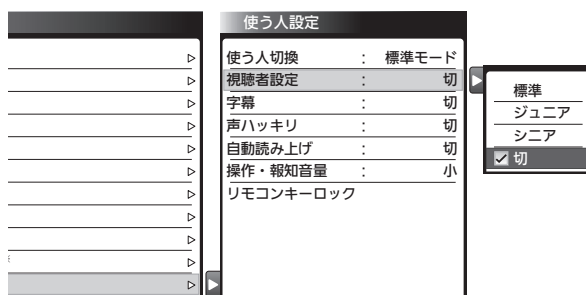 使う人設定
使う人切換 : 標準モード
視聴者設定 : 切
字幕 : 切
声ハッキリ : 切
自動読み上げ : 切
操作・報知音量 : 小
リモコンキーロック
標準
ジュニア
シニア
切